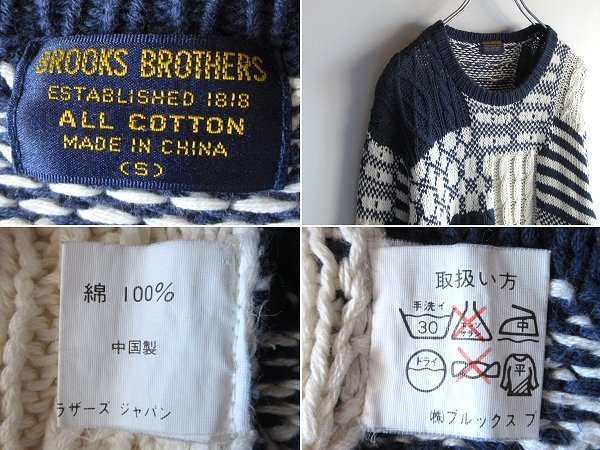 BROOKS BROTHERS
ESTABLISHED 1818
ALL COTTON
MADE IN CHINA
(S)
綿 100%
中国製
ラザーズ ジャパン
取扱い方
手洗イ
30
中
ドライ
平
㈱ブルックス ブ